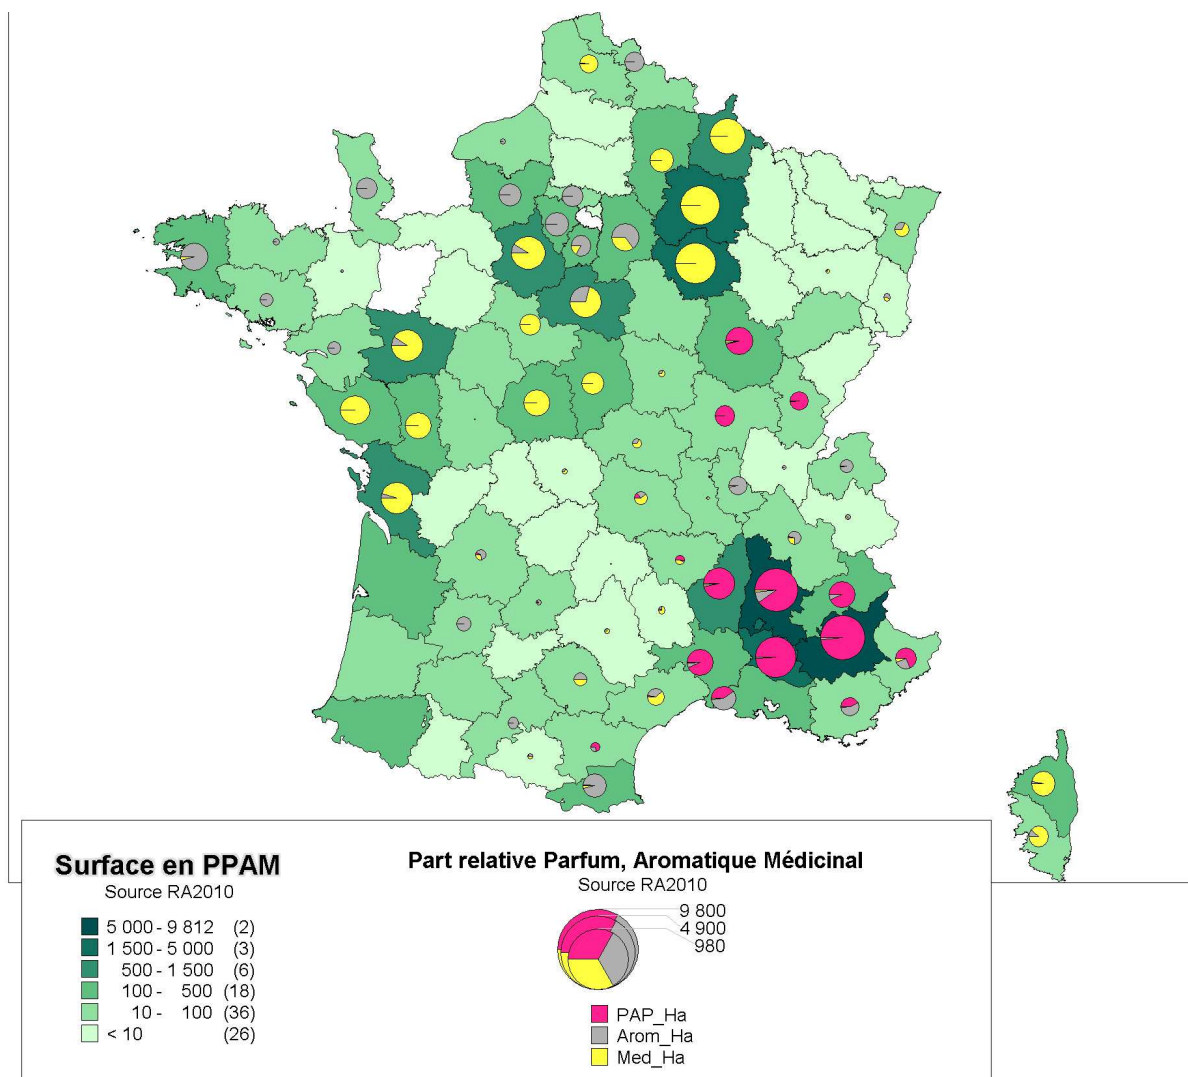 Surface en PPAM
Source RA2010
5 000 - 9 812 (2)
1 500 - 5 000 (3)
500 - 1 500 (6)
100 - 500 (18)
10 - 100 (36)
< 10 (26)
Part relative Parfum, Aromatique Médicinal
Source RA2010
9 800
4 900
980
PAP_Ha
Arom_Ha
Med_Ha